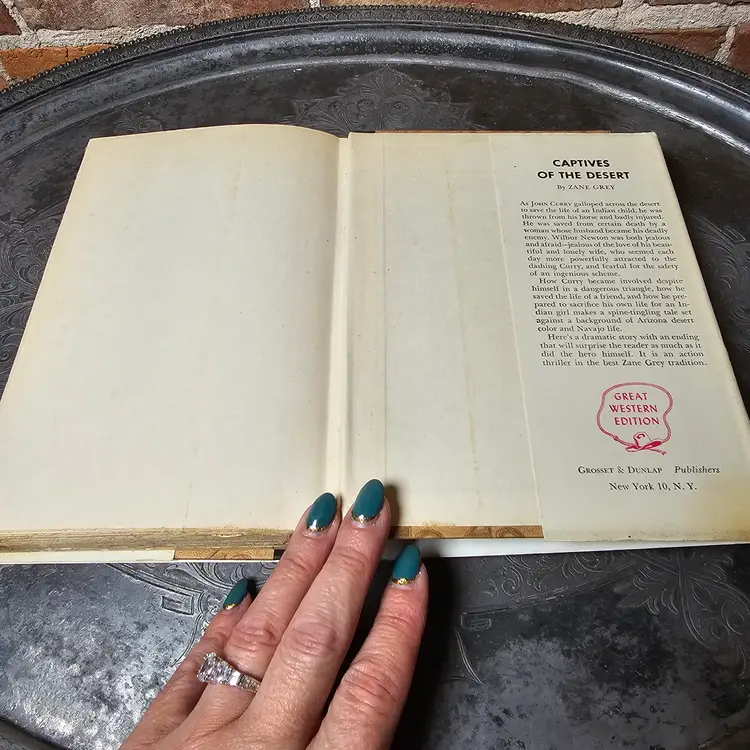 CAPTIVES
OF THE DESERT
By ZANE GREY
As JOHN CURRY galloped across the desert
to save the life of an Indian child, he was
thrown from his horse and badly injured.
He was saved from certain death by a
woman whose husband became his deadly
enemy. Wilbur Newton was both jealous
and afraid—jealous of the love of his beau-
tiful and lonely wife, who seemed each
day more powerfully attracted to the
dashing Curry, and fearful for the safety
of an ingenious scheme.
How Curry became involved despite
himself in a dangerous triangle, how he
saved the life of a friend, and how he pre-
pared to sacrifice his own life for an In-
dian girl makes a spine-tingling tale set
against a background of Arizona desert
color and Navajo life.
Here's a dramatic story with an ending
that will surprise the reader as much as it
did the hero himself. It is an action
thriller in the best Zane Grey tradition.
GREAT
WESTERN
EDITION
GROSSET & DUNLAP Publishers
New York 10, N. Y.